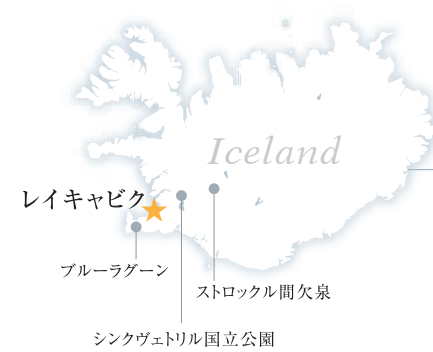 Iceland
レイキャビク
ブルーラグーン
ストロックル間欠泉
シンクヴェトリル国立公園